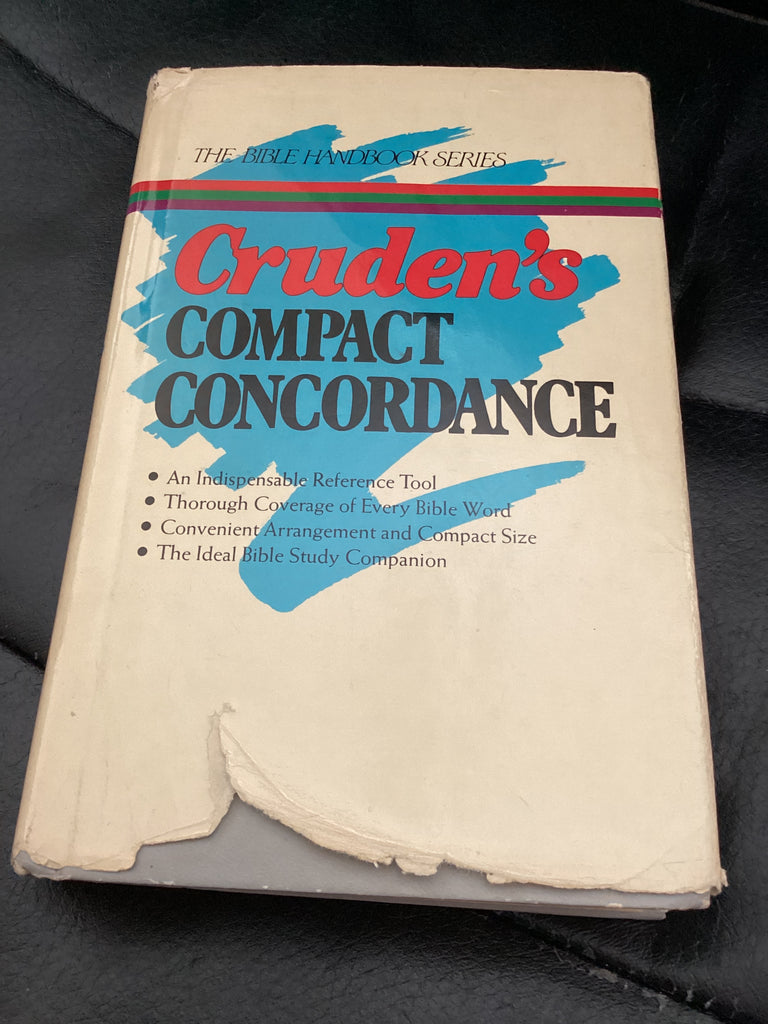 THE BIBLE HANDBOOK SERIES
Cruden's
COMPACT
CONCORDANCE
• An Indispensable Reference Tool
• Thorough Coverage of Every Bible Word
• Convenient Arrangement and Compact Size
• The Ideal Bible Study Companion